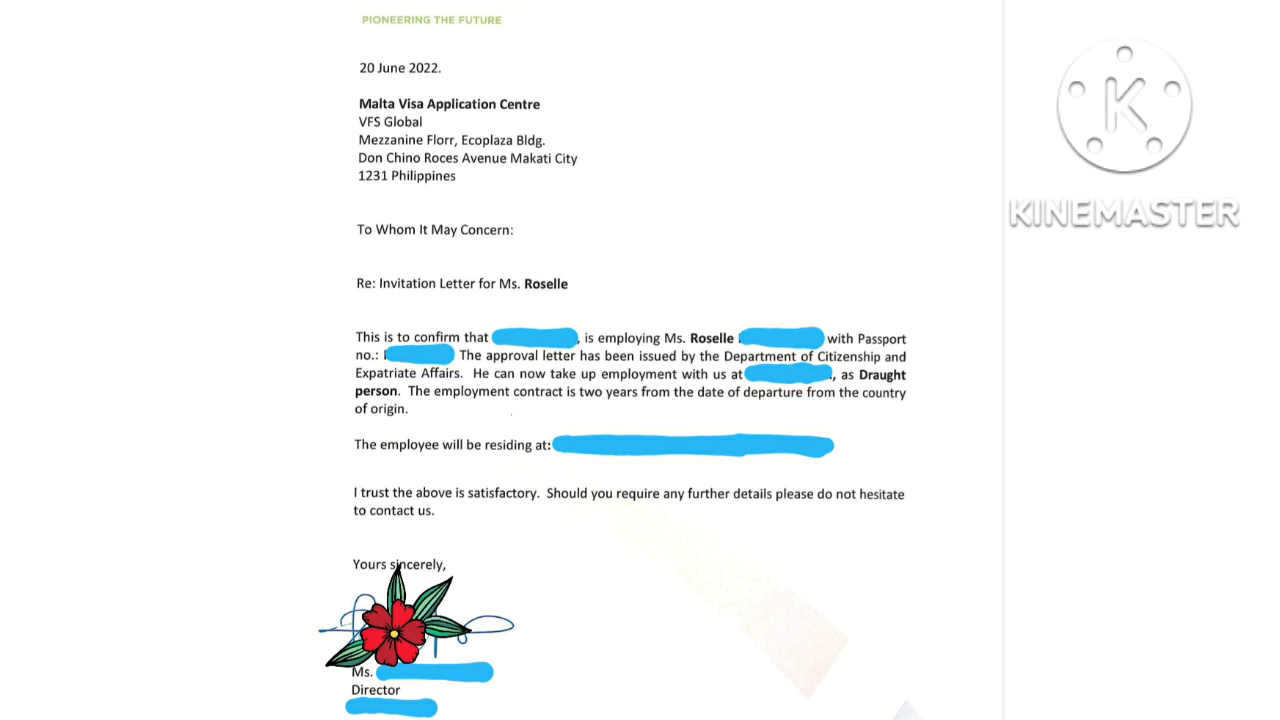 PIONEERING THE FUTURE
20 June 2022.
Malta Visa Application Centre
VFS Global
Mezzanine Florr, Ecoplaza Bldg.
Don Chino Roces Avenue Makati City
1231 Philippines
To Whom It May Concern:
Re: Invitation Letter for Ms. Roselle
This is to confirm that , is employing Ms. Roselle with Passport
no.: The approval letter has been issued by the Department of Citizenship and
Expatriate Affairs. He can now take up employment with us at ., as Draught
person. The employment contract is two years from the date of departure from the country
of origin.
The employee will be residing at:
I trust the above is satisfactory. Should you require any further details please do not hesitate
to contact us.
Yours sincerely,
Ms.
Director
K
KINEMASTER